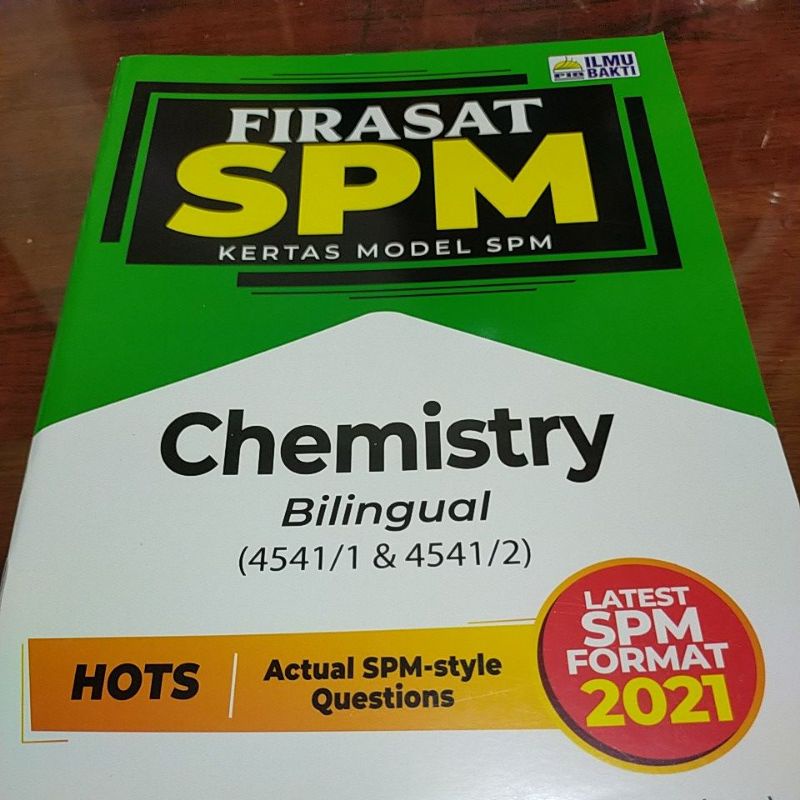 PIB ILMU
BAKTI
FIRASAT
SPM
KERTAS MODEL SPM
Chemistry
Bilingual
(4541/1 & 4541/2)
HOTS
Actual SPM-style
Questions
LATEST
SPM
FORMAT
2021